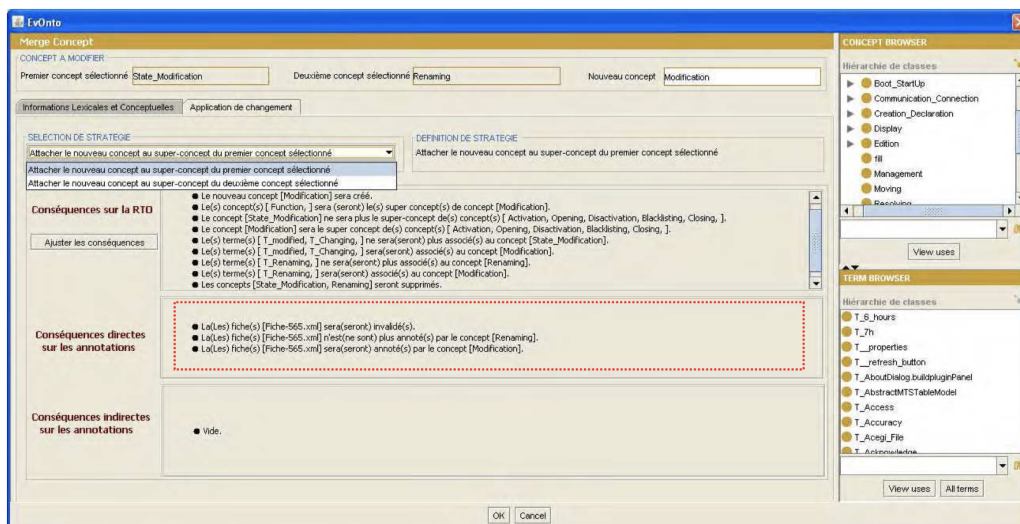 EvOnto
Merge Concept
CONCEPT A MODIFIER
Premier concept sélectionné State_Modification Deuxième concept sélectionné Renaming Nouveau concept Modification
Informations Lexicales et Conceptuelles Application de changement
SELECTION DE STRATEGIE
Attacher le nouveau concept au super-concept du premier concept sélectionné
Attacher le nouveau concept au super-concept du premier concept sélectionné
Attacher le nouveau concept au super-concept du deuxième concept sélectionné
DEFINITION DE STRATEGIE
Attacher le nouveau concept au super-concept du premier concept sélectionné
Conséquences sur la RTO
Ajuster les conséquences
● Le nouveau concept [Modification] sera créé.
● Le(s) concept(s) [ Function, ] sera (seront) le(s) super concept(s) de concept [Modification].
● Le concept [State_Modification] ne sera plus le super-concept de(s) concept(s) [ Activation, Opening, Disactivation, Blacklisting, Closing, ].
● Le concept [Modification] sera le super concept de(s) concept(s) [ Activation, Opening, Disactivation, Blacklisting, Closing, ].
● Le(s) terme(s) [ T_modified, T_Changing, ] ne sera(seront) plus associé(s) au concept [State_Modification].
● Le(s) terme(s) [ T_modified, T_Changing, ] sera(seront) associé(s) au concept [Modification].
● Le(s) terme(s) [ T_Renaming, ] ne sera(seront) plus associé(s) au concept [Renaming].
● Le(s) terme(s) [ T_Renaming, ] sera(seront) associé(s) au concept [Modification].
● Les concepts [State_Modification, Renaming] seront supprimés.
Conséquences directes
sur les annotations
● La(Les) fiche(s) [Fiche-565.xml] sera(seront) invalidé(s).
● La(Les) fiche(s) [Fiche-565.xml] n'est(ne sont) plus annoté(s) par le concept [Renaming].
● La(Les) fiche(s) [Fiche-565.xml] sera(seront) annoté(s) par le concept [Modification].
Conséquences indirectes
sur les annotations
● Vide.
OK Cancel
CONCEPT BROWSER
Hiérarchie de classes
Boot_StartUp
Communication_Connection
Creation_Declaration
Display
Edition
fill
Management
Moving
Resolving
View uses
TERM BROWSER
Hiérarchie de classes
T_6_hours
T_7h
T__properties
T__refresh_button
T_AboutDialog.buildpluginPanel
T_AbstractMTSTableModel
T_Access
T_Accuracy
T_Acegi_File
T_Acknowledge
View uses All terms